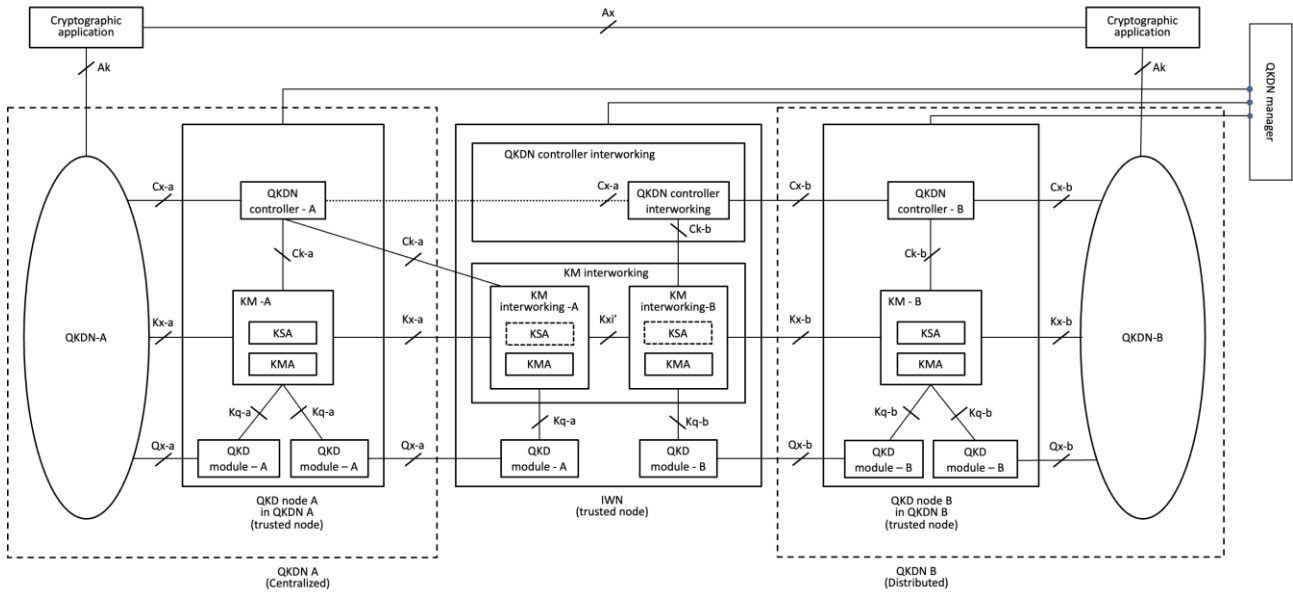 Cryptographic
application
Ax
Cryptographic
application
Ak
Ak
QKDN manager
QKDN controller interworking
Cx-a
QKDN
controller - A
Cx-a
QKDN controller
interworking
Cx-b
QKDN
controller - B
Cx-b
Ck-a
Ck-a
Ck-b
Ck-b
KM interworking
KM -A
KM
interworking -A
KM
interworking-B
KM - B
QKDN-A
Kx-a
KSA
KMA
Kx-a
KSA
KMA
Kxi'
KSA
KMA
Kx-b
KSA
KMA
Kx-b
QKDN-B
Kq-a
Kq-a
Kq-a
Kq-b
Kq-b
Kq-b
Qx-a
QKD
module – A
QKD
module – A
Qx-a
QKD
module - A
QKD
module - B
Qx-b
QKD
module – B
QKD
module – B
Qx-b
QKD node A
in QKDN A
(trusted node)
IWN
(trusted node)
QKD node B
in QKDN B
(trusted node)
QKDN A
(Centralized)
QKDN B
(Distributed)